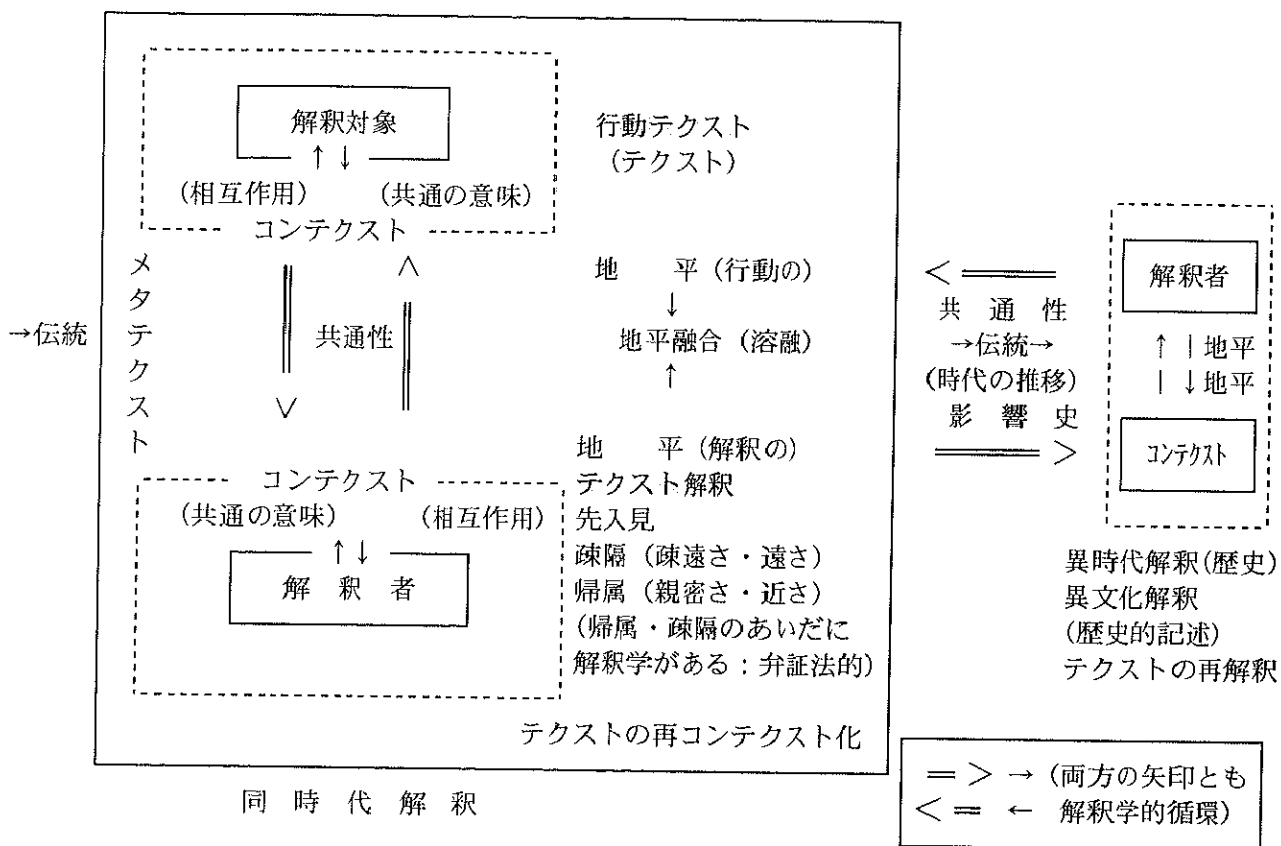 解釈対象
↑↓
(相互作用) (共通の意味)
コンテクスト
行動テクスト
(テクスト)
→伝統
メタテクスト
共通性
地 平(行動の)
↓
地平融合(溶融)
↑
地 平(解釈の)
コンテクスト
(共通の意味) (相互作用)
↑↓
解 釈 者
テクスト解釈
先入見
疎隔(疎遠さ・遠さ)
帰属(親密さ・近さ)
(帰属・疎隔のあいだに
解釈学がある:弁証法的)
テクストの再コンテクスト化
同 時 代 解 釈
共 通 性
→伝統→
(時代の推移)
影 響 史
解釈者
↑|地平
|↓地平
コンテクスト
異時代解釈(歴史)
異文化解釈
(歴史的記述)
テクストの再解釈
=> → (両方の矢印とも
<= ← 解釈学的循環)